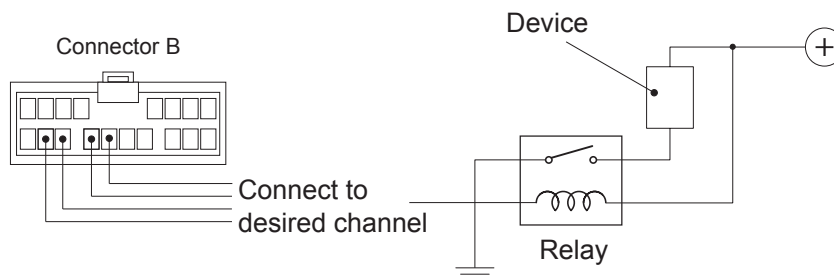 Device
Connector B
+
Connect to
desired channel
Relay